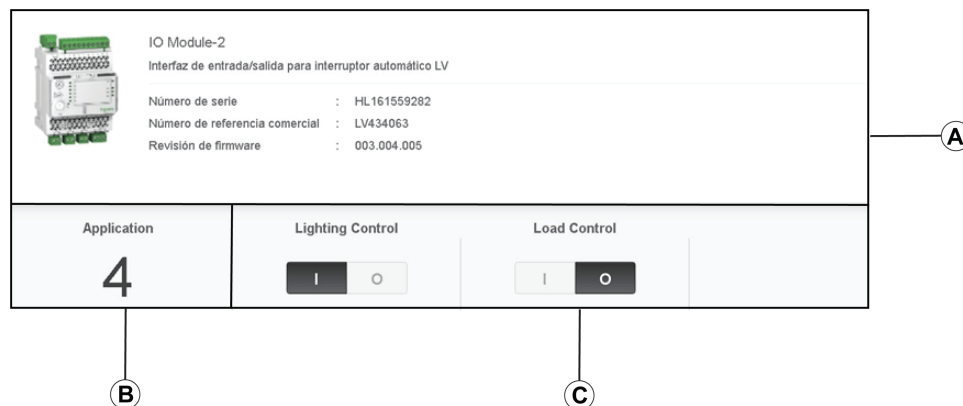 IO Module-2
Interfaz de entrada/salida para interruptor automático LV
Número de serie : HL161559282
Número de referencia comercial : LV434063
Revisión de firmware : 003.004.005
A
Application
Lighting Control
Load Control
4
I O
I O
B
C